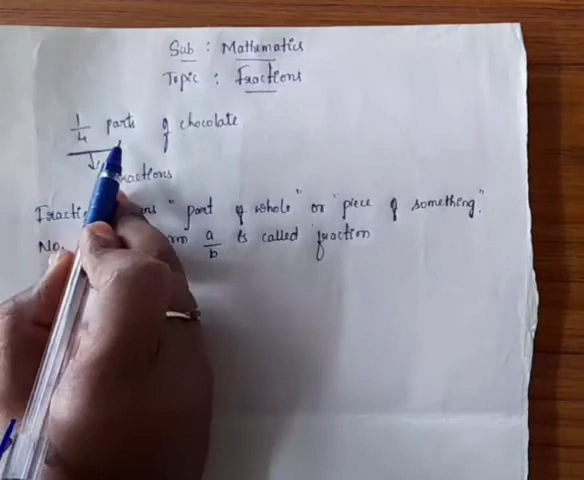 Sub : Mathematics
Topic : Fractions
1/4 parts of chocolate
fractions
"part of whole" or "piece of something."
No. a/b is called fraction